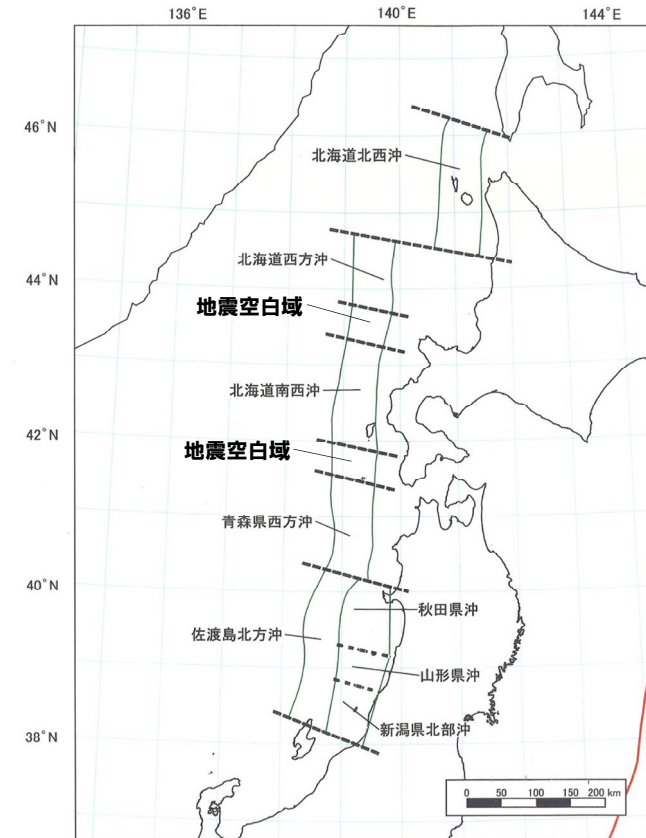 136˚E
140˚E
144˚E
46˚N
北海道北西沖
北海道西方沖
44˚N
地震空白域
北海道南西沖
42˚N
地震空白域
青森県西方沖
40˚N
秋田県沖
佐渡島北方沖
山形県沖
新潟県北部沖
38˚N
0 50 100 150 200 km